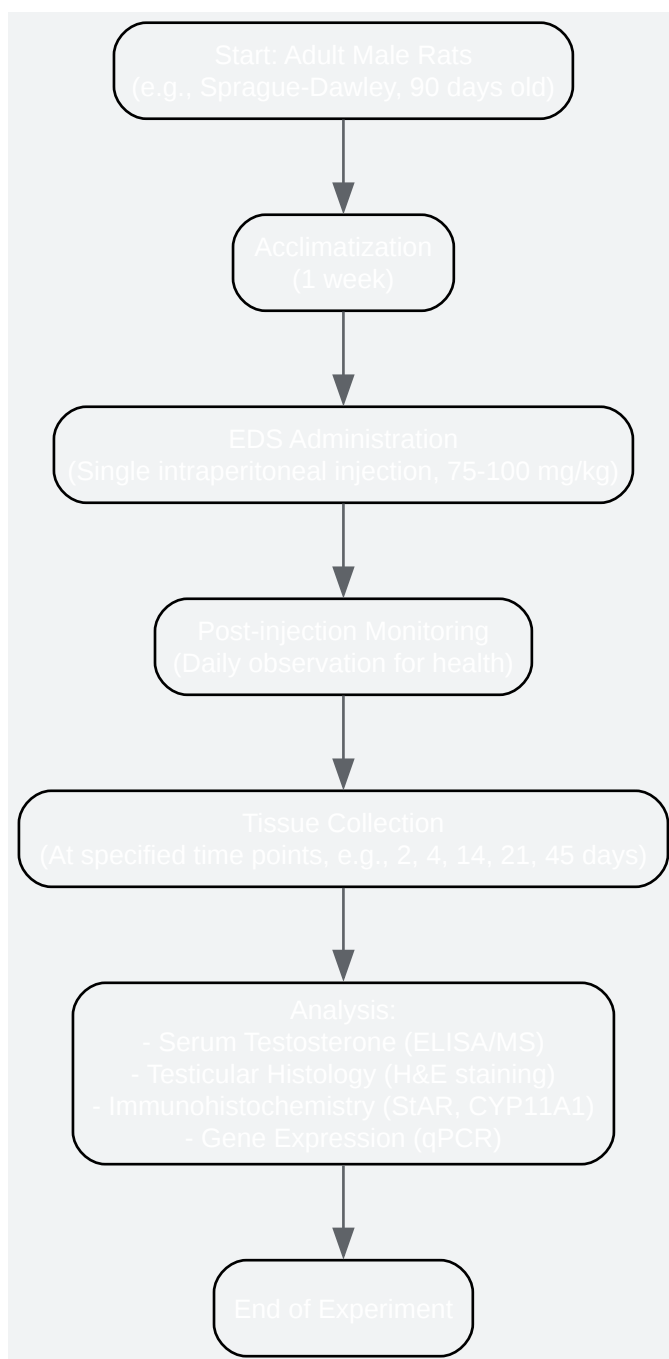 Start: Adult Male Rats
(e.g., Sprague-Dawley, 90 days old)
Acclimatization
(1 week)
EDS Administration
(Single intraperitoneal injection, 75-100 mg/kg)
Post-injection Monitoring
(Daily observation for health)
Tissue Collection
(At specified time points, e.g., 2, 4, 14, 21, 45 days)
Analysis:
- Serum Testosterone (ELISA/MS)
- Testicular Histology (H&E staining)
- Immunohistochemistry (StAR, CYP11A1)
- Gene Expression (qPCR)
End of Experiment